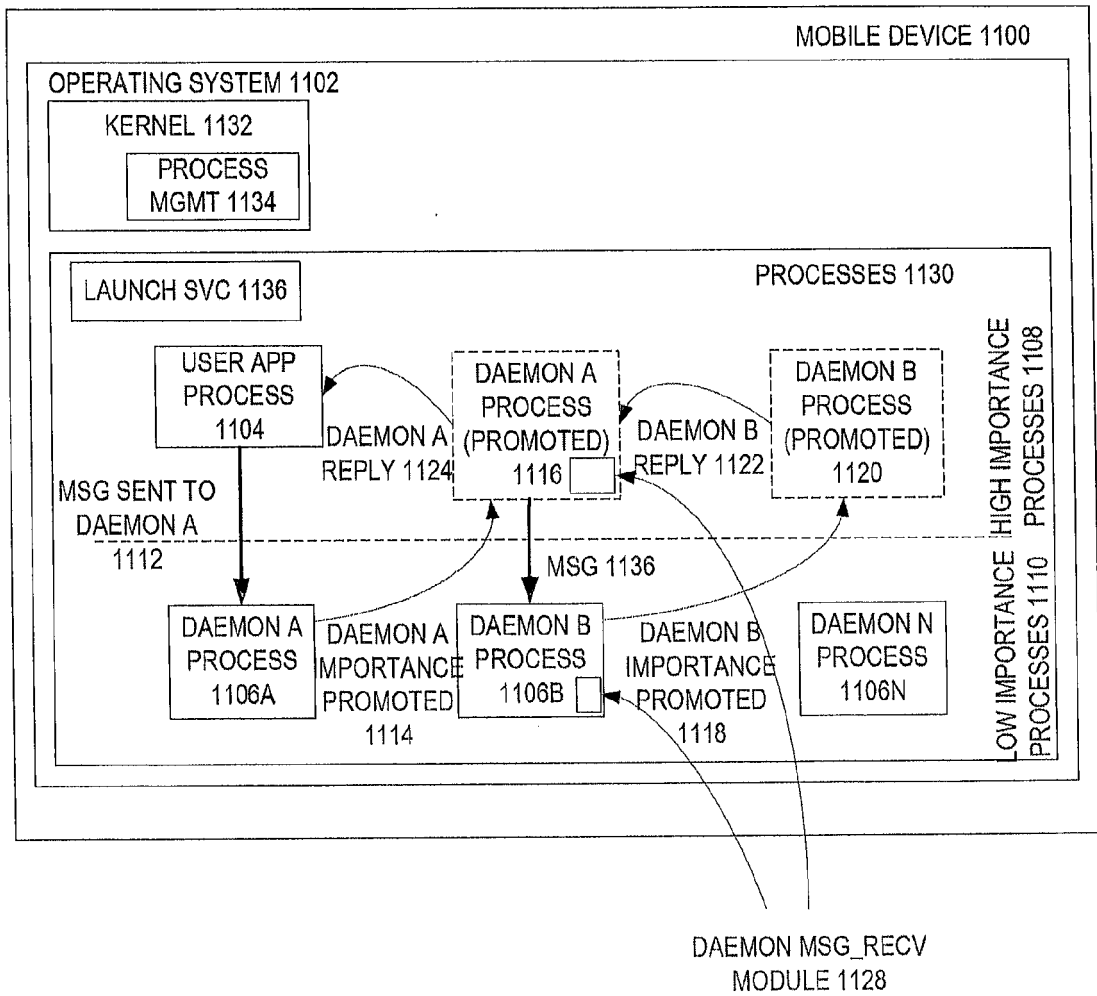 MOBILE DEVICE 1100
OPERATING SYSTEM 1102
KERNEL 1132
PROCESS
MGMT 1134
LAUNCH SVC 1136
PROCESSES 1130
USER APP
PROCESS
1104
DAEMON A
PROCESS
(PROMOTED)
1116
DAEMON B
PROCESS
(PROMOTED)
1120
DAEMON A
REPLY 1124
DAEMON B
REPLY 1122
HIGH IMPORTANCE
PROCESSES 1108
MSG SENT TO
DAEMON A
1112
MSG 1136
DAEMON A
PROCESS
1106A
DAEMON A
IMPORTANCE
PROMOTED
1114
DAEMON B
PROCESS
1106B
DAEMON B
IMPORTANCE
PROMOTED
1118
DAEMON N
PROCESS
1106N
LOW IMPORTANCE
PROCESSES 1110
DAEMON MSG_RECV
MODULE 1128